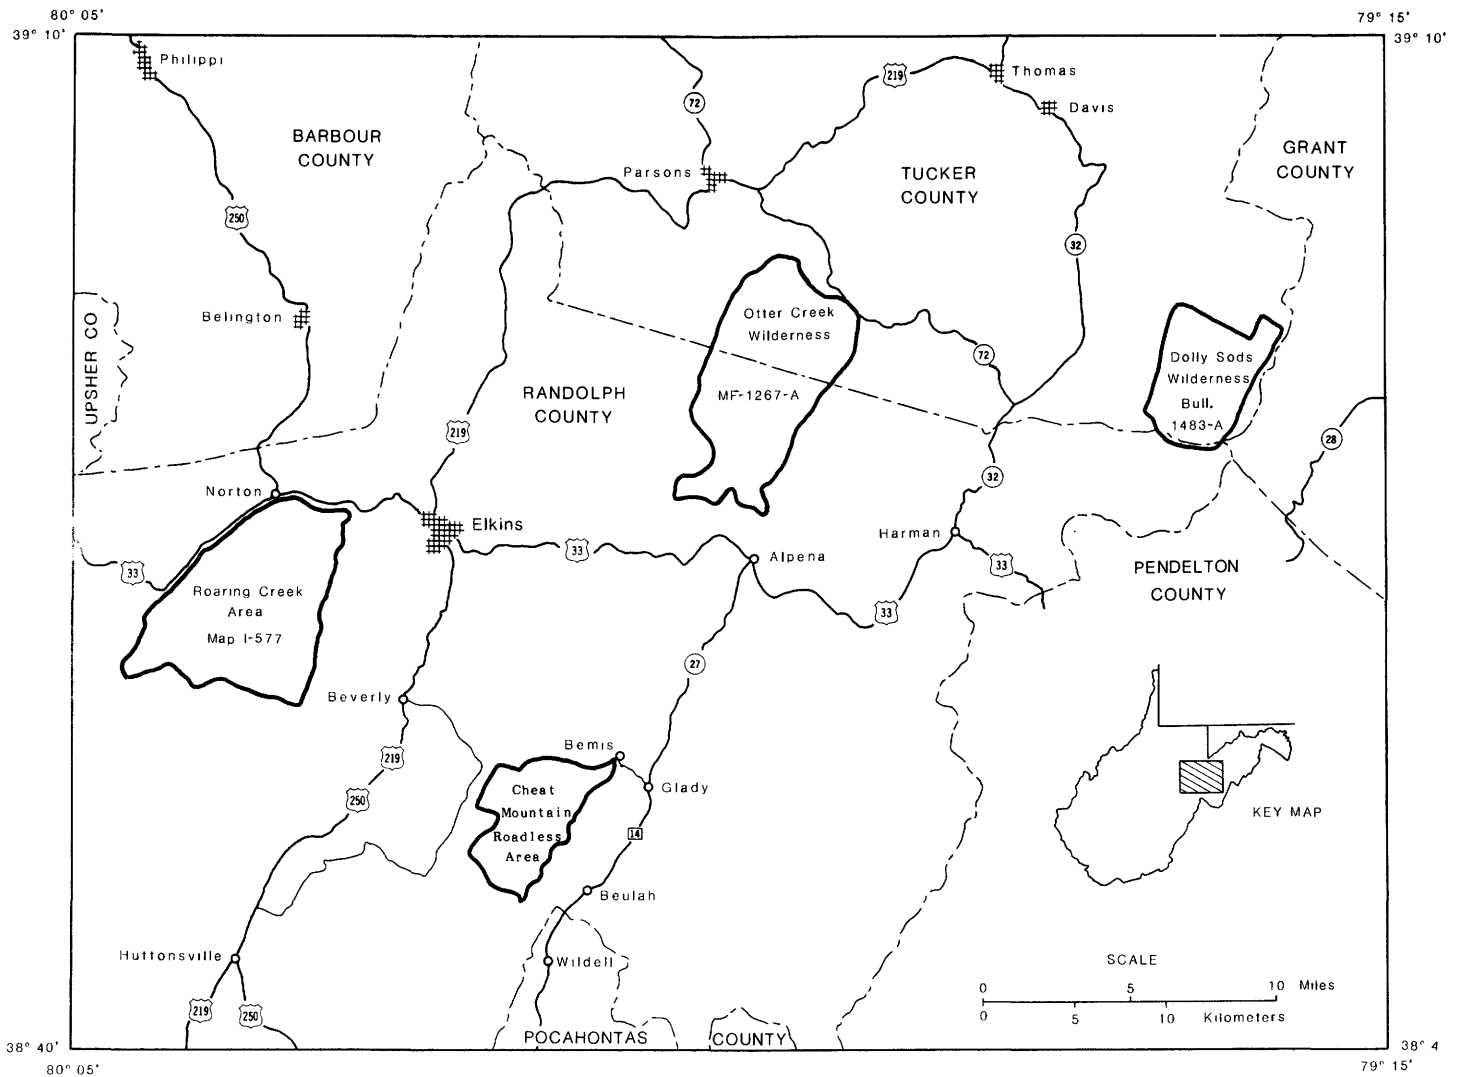 80° 05'
79° 15'
39° 10'
39° 10'
Philippi
219
Thomas
72
Davis
BARBOUR
COUNTY
GRANT
COUNTY
Parsons
TUCKER
COUNTY
250
32
Belington
Otter Creek
Wilderness
UPSHER CO
72
Dolly Sods
Wilderness
Bull.
1483-A
RANDOLPH
COUNTY
MF-1267-A
219
28
32
Norton
Elkins
Harman
33
Alpena
33
33
PENDELTON
COUNTY
Roaring Creek
Area
Map I-577
33
27
Beverly
Bemis
219
Glady
Cheat
Mountain
Roadless
Area
250
14
KEY MAP
Beulah
Huttonsville
Wildell
SCALE
0 5 10 Miles
0 5 10 Kilometers
219
250
POCAHONTAS COUNTY
38° 40'
38° 4
80° 05'
79° 15'